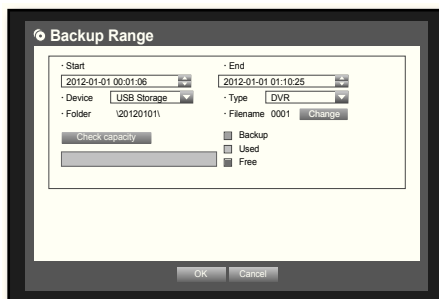 Backup Range
· Start
· End
2012-01-01 00:01:06
2012-01-01 01:10:25
· Device USB Storage
· Type DVR
· Folder \20120101\
· Filename 0001 Change
Check capacity
Backup
Used
Free
OK Cancel